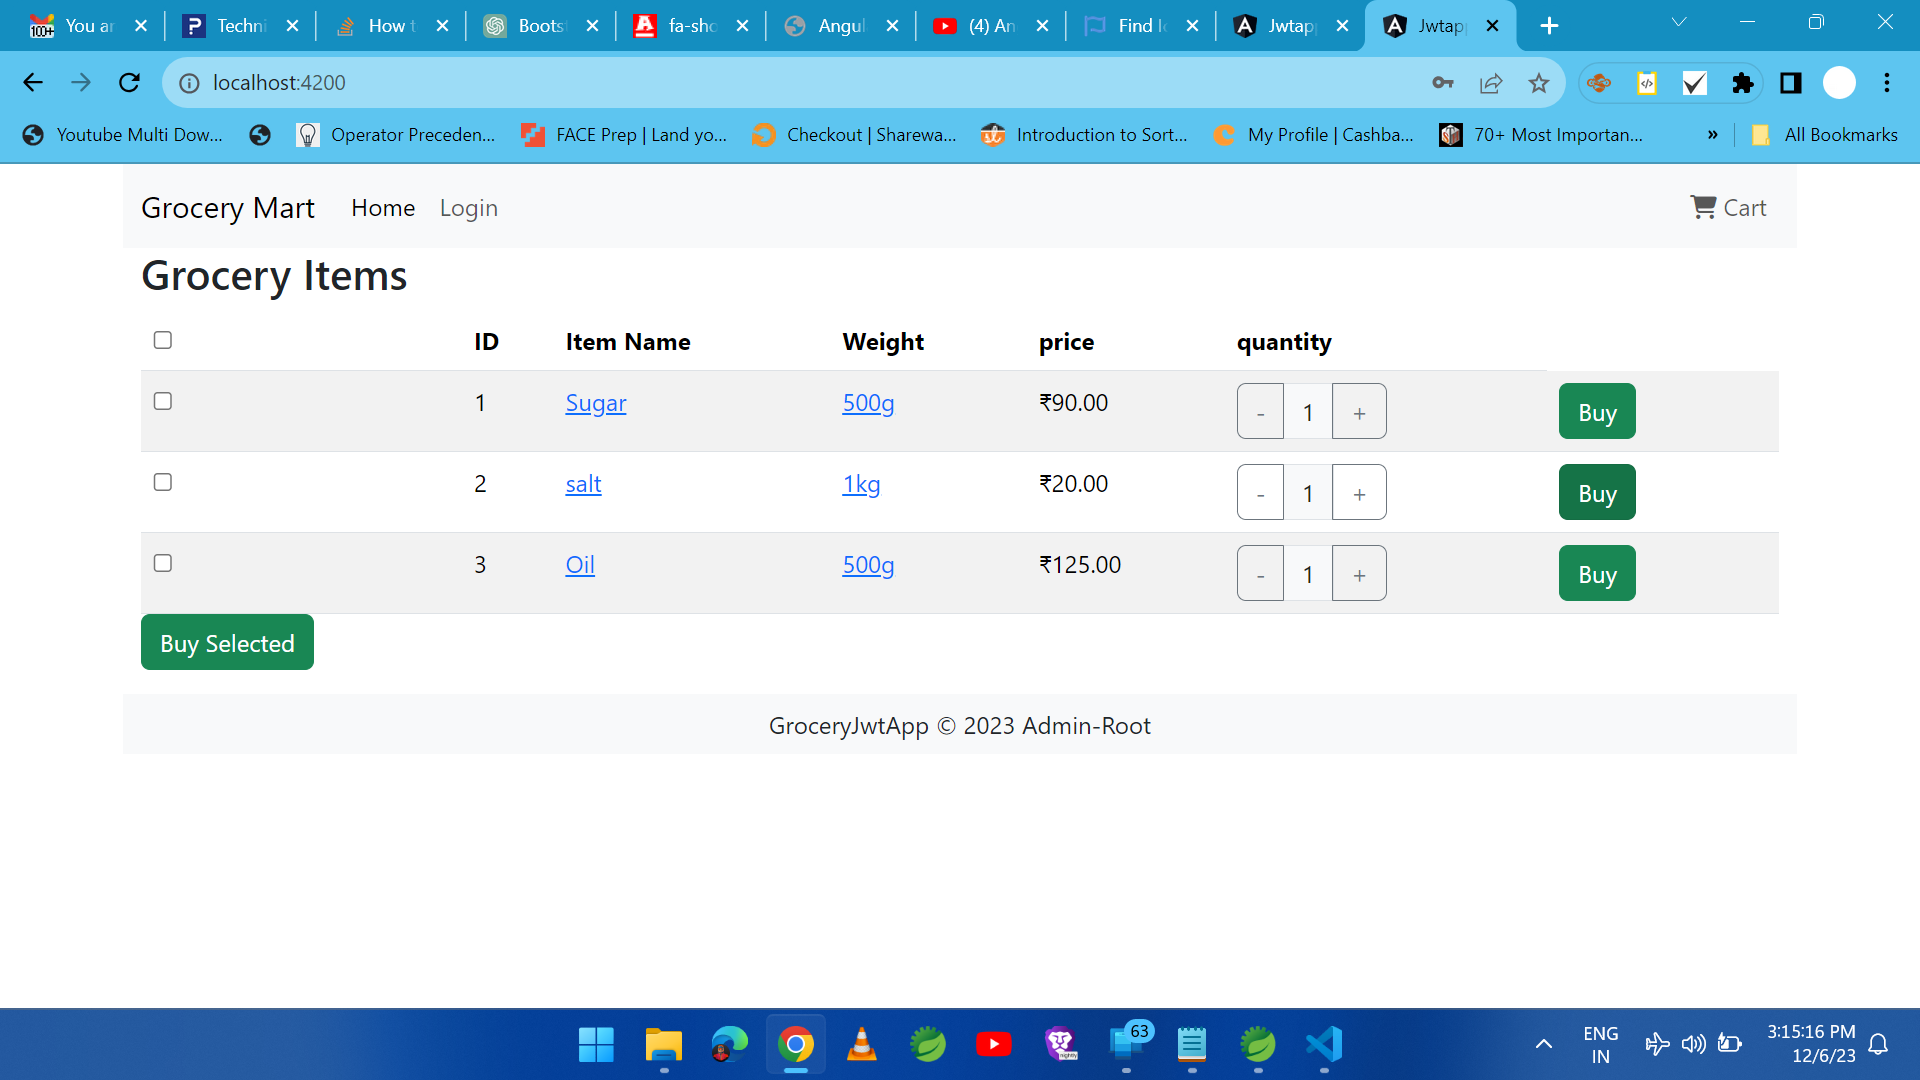 You ar
Techni
How t
Boots
fa-sho
Angul
(4) An
Find Ic
Jwtap
Jwtap
localhost:4200
Youtube Multi Dow...
Operator Preceden...
FACE Prep | Land yo...
Checkout | Sharewa...
Introduction to Sort...
My Profile | Cashba...
70+ Most Importan...
»
All Bookmarks
Grocery Mart Home Login Cart
Grocery Items
ID Item Name Weight price quantity
1 Sugar 500g ₹90.00 - 1 + Buy
2 salt 1kg ₹20.00 - 1 + Buy
3 Oil 500g ₹125.00 - 1 + Buy
Buy Selected
GroceryJwtApp © 2023 Admin-Root
63
ENG
IN
3:15:16 PM
12/6/23